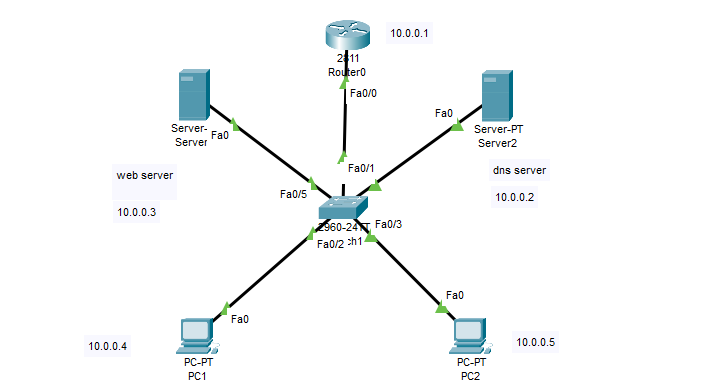 10.0.0.1
2811
Router0
Fa0/0
Server-
Server
Fa0
Fa0
Server-PT
Server2
Fa0/1
web server
dns server
Fa0/5
10.0.0.2
10.0.0.3
Fa0/3
Fa0/2
Fa0
Fa0
10.0.0.4
10.0.0.5
PC-PT
PC1
PC-PT
PC2